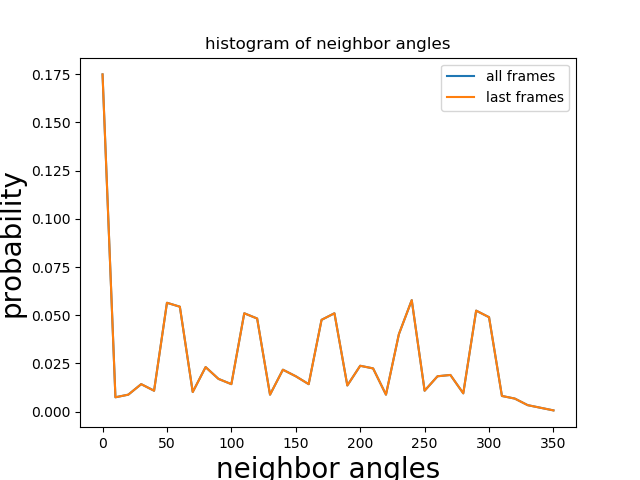 histogram of neighbor angles
all frames
last frames
probability
0.175
0.150
0.125
0.100
0.075
0.050
0.025
0.000
0 50 100 150 200 250 300 350
neighbor angles